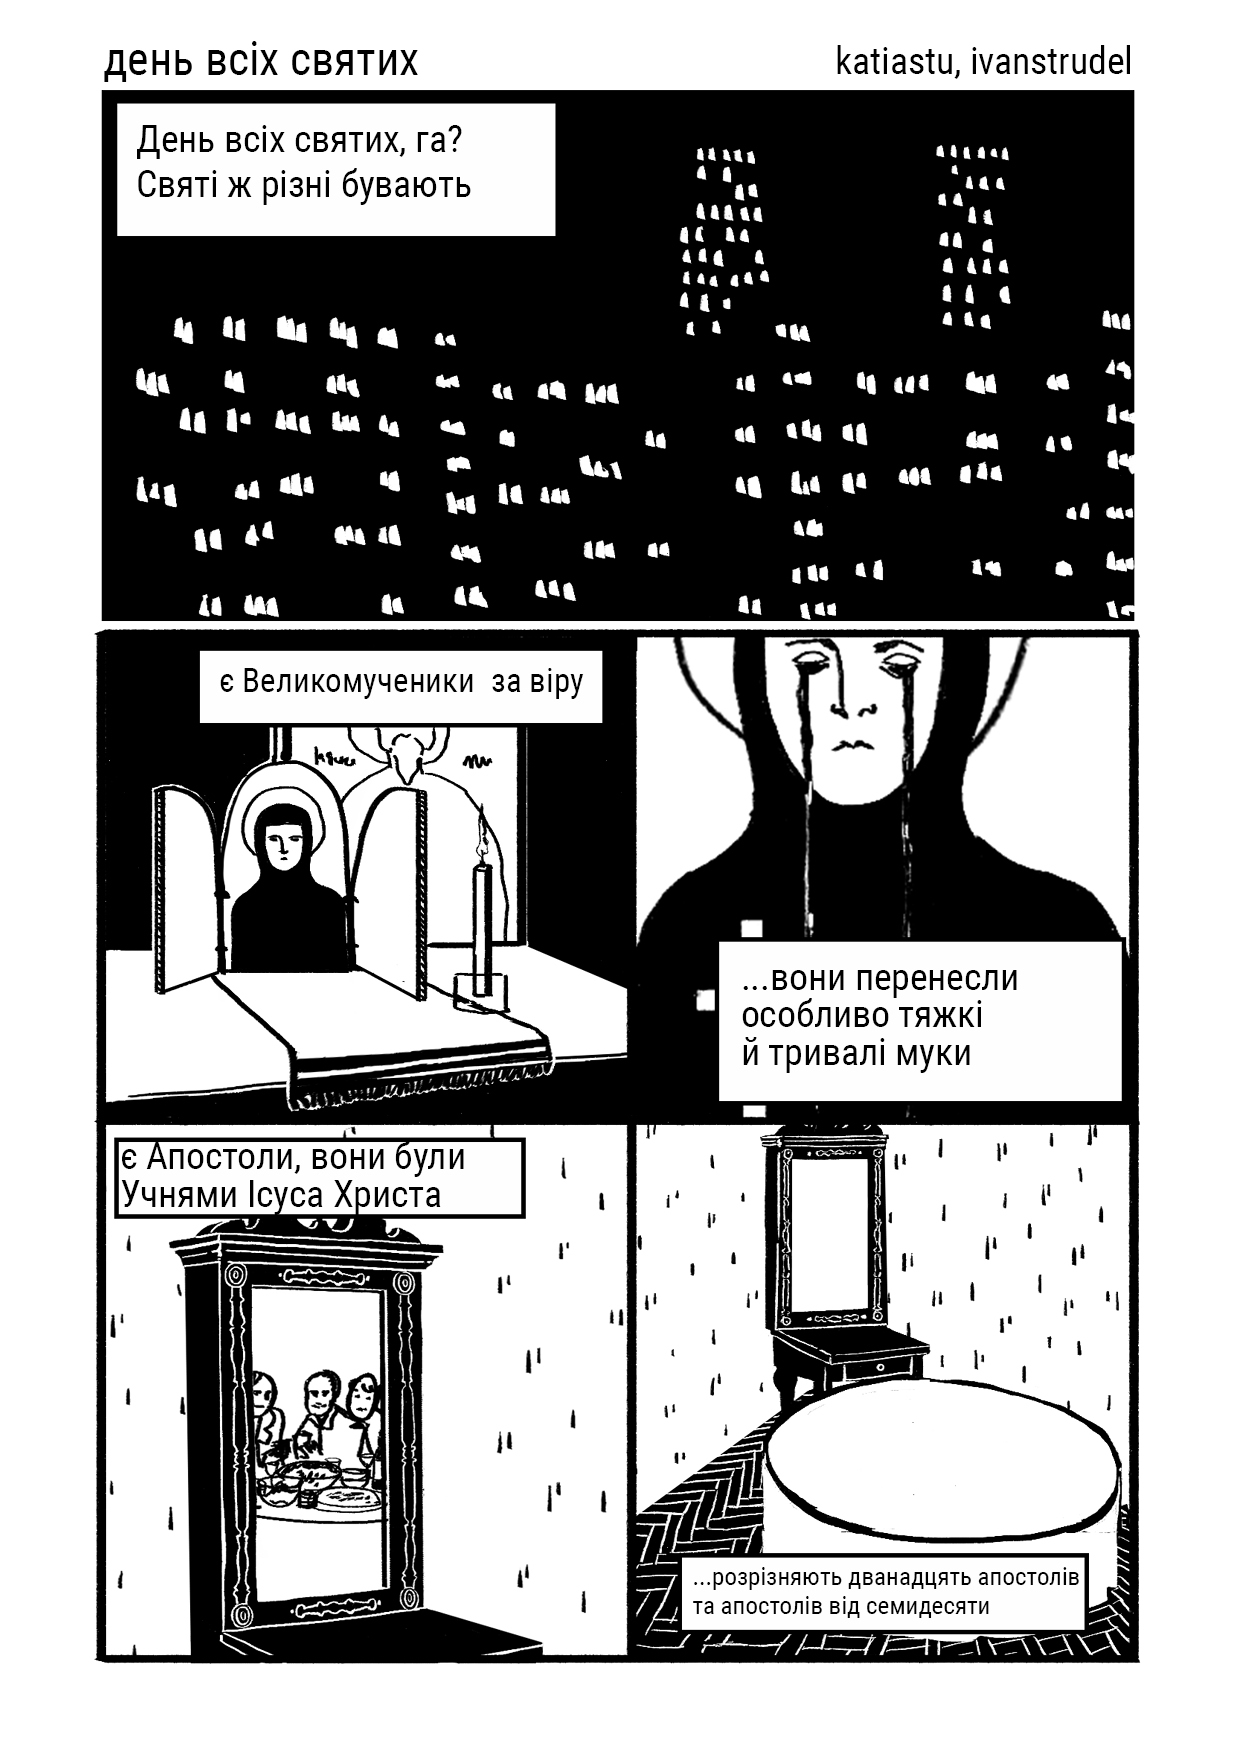 день всіх святих
katiastu, ivanstrudel
День всіх святих, га?
Святі ж різні бувають
є Великомученики за віру
...вони перенесли
особливо тяжкі
й тривалі муки
є Апостоли, вони були
Учнями Ісуса Христа
...розрізняють дванадцять апостолів
та апостолів від семидесяти